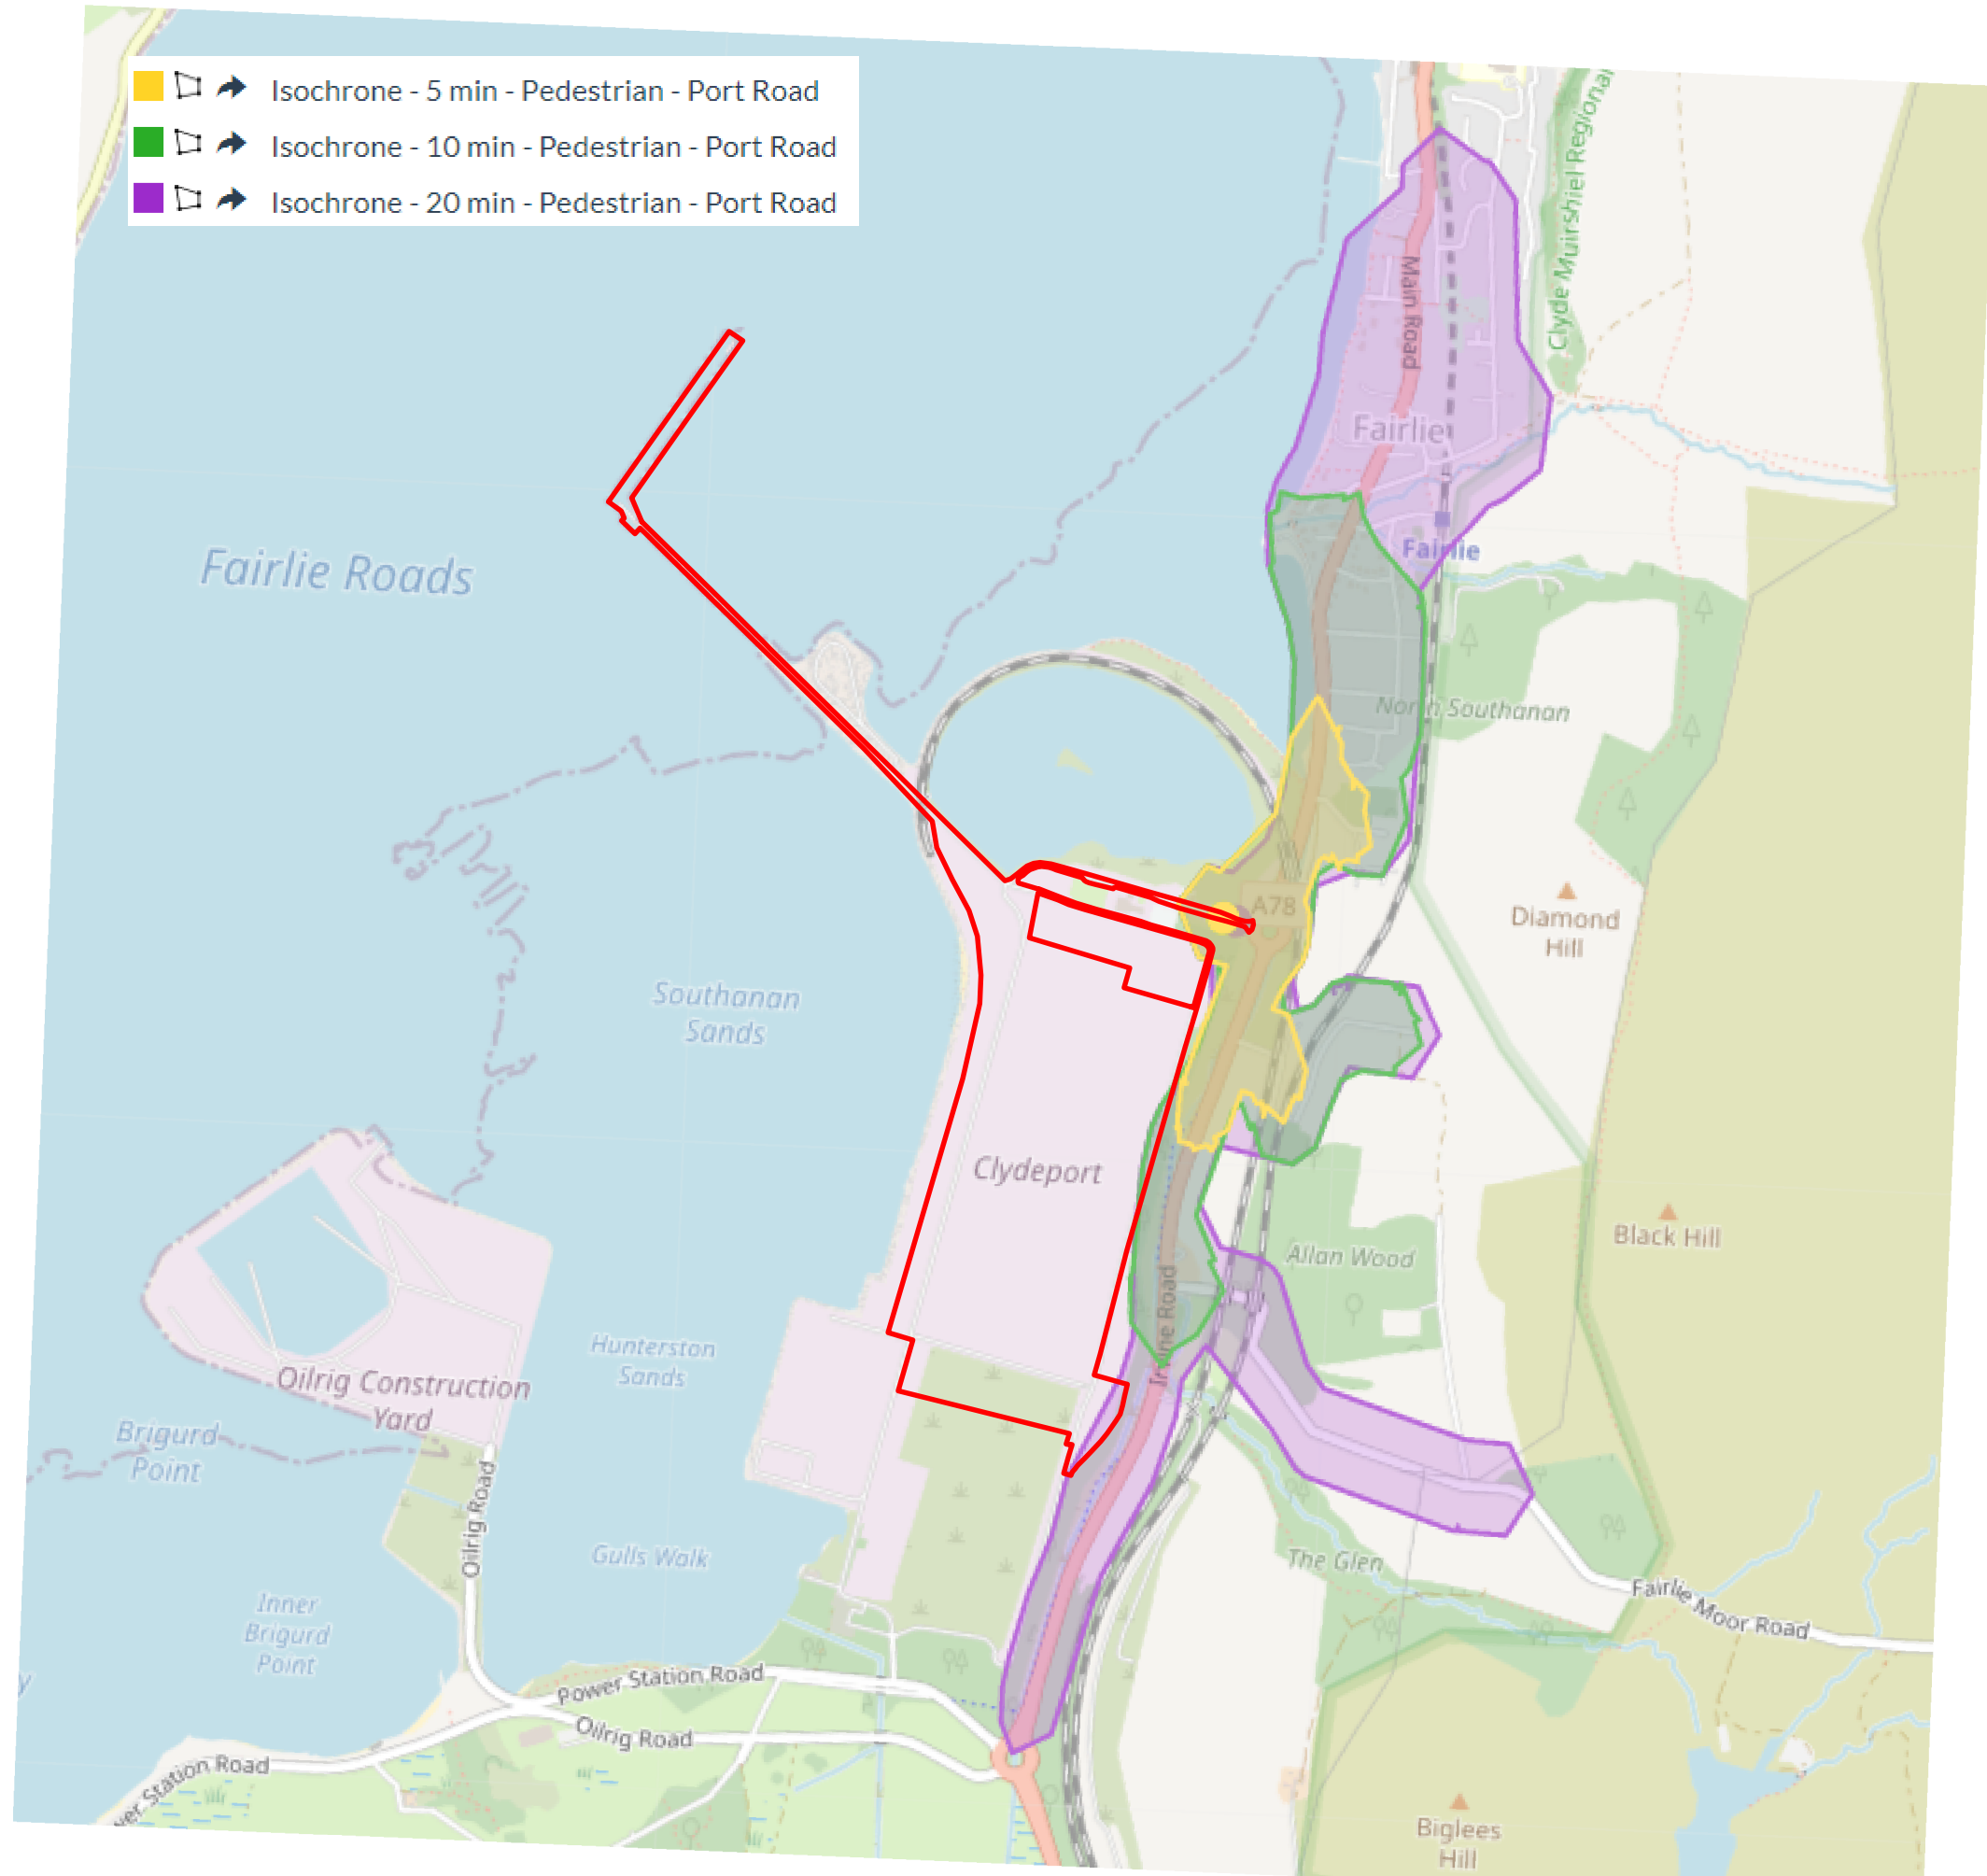 Isochrone - 5 min - Pedestrian - Port Road
Isochrone - 10 min - Pedestrian - Port Road
Isochrone - 20 min - Pedestrian - Port Road
Clyde Muirshiel Regional
Main Road
Fairlie
Fairlie
Fairlie Roads
North Southanan
A78
Diamond
Hill
Southanan
Sands
Clydeport
Black Hill
Allan Wood
Irvine Road
Hunterston
Sands
Oilrig Construction
Yard
Brigurd
Point
Oilrig Road
Gulls Walk
The Glen
Inner
Brigurd
Point
Fairlie Moor Road
Power Station Road
Oilrig Road
wer Station Road
y
Biglees
Hill